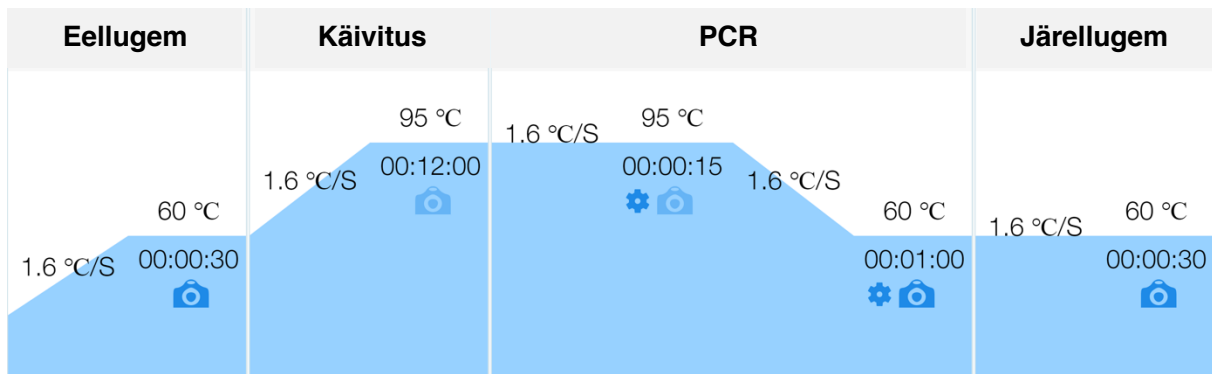 Eellugem
Käivitus
PCR
Järellugem
1.6 °C/S
60 °C
00:00:30
1.6 °C/S
95 °C
00:12:00
1.6 °C/S
95 °C
00:00:15
1.6 °C/S
60 °C
00:01:00
1.6 °C/S
60 °C
00:00:30